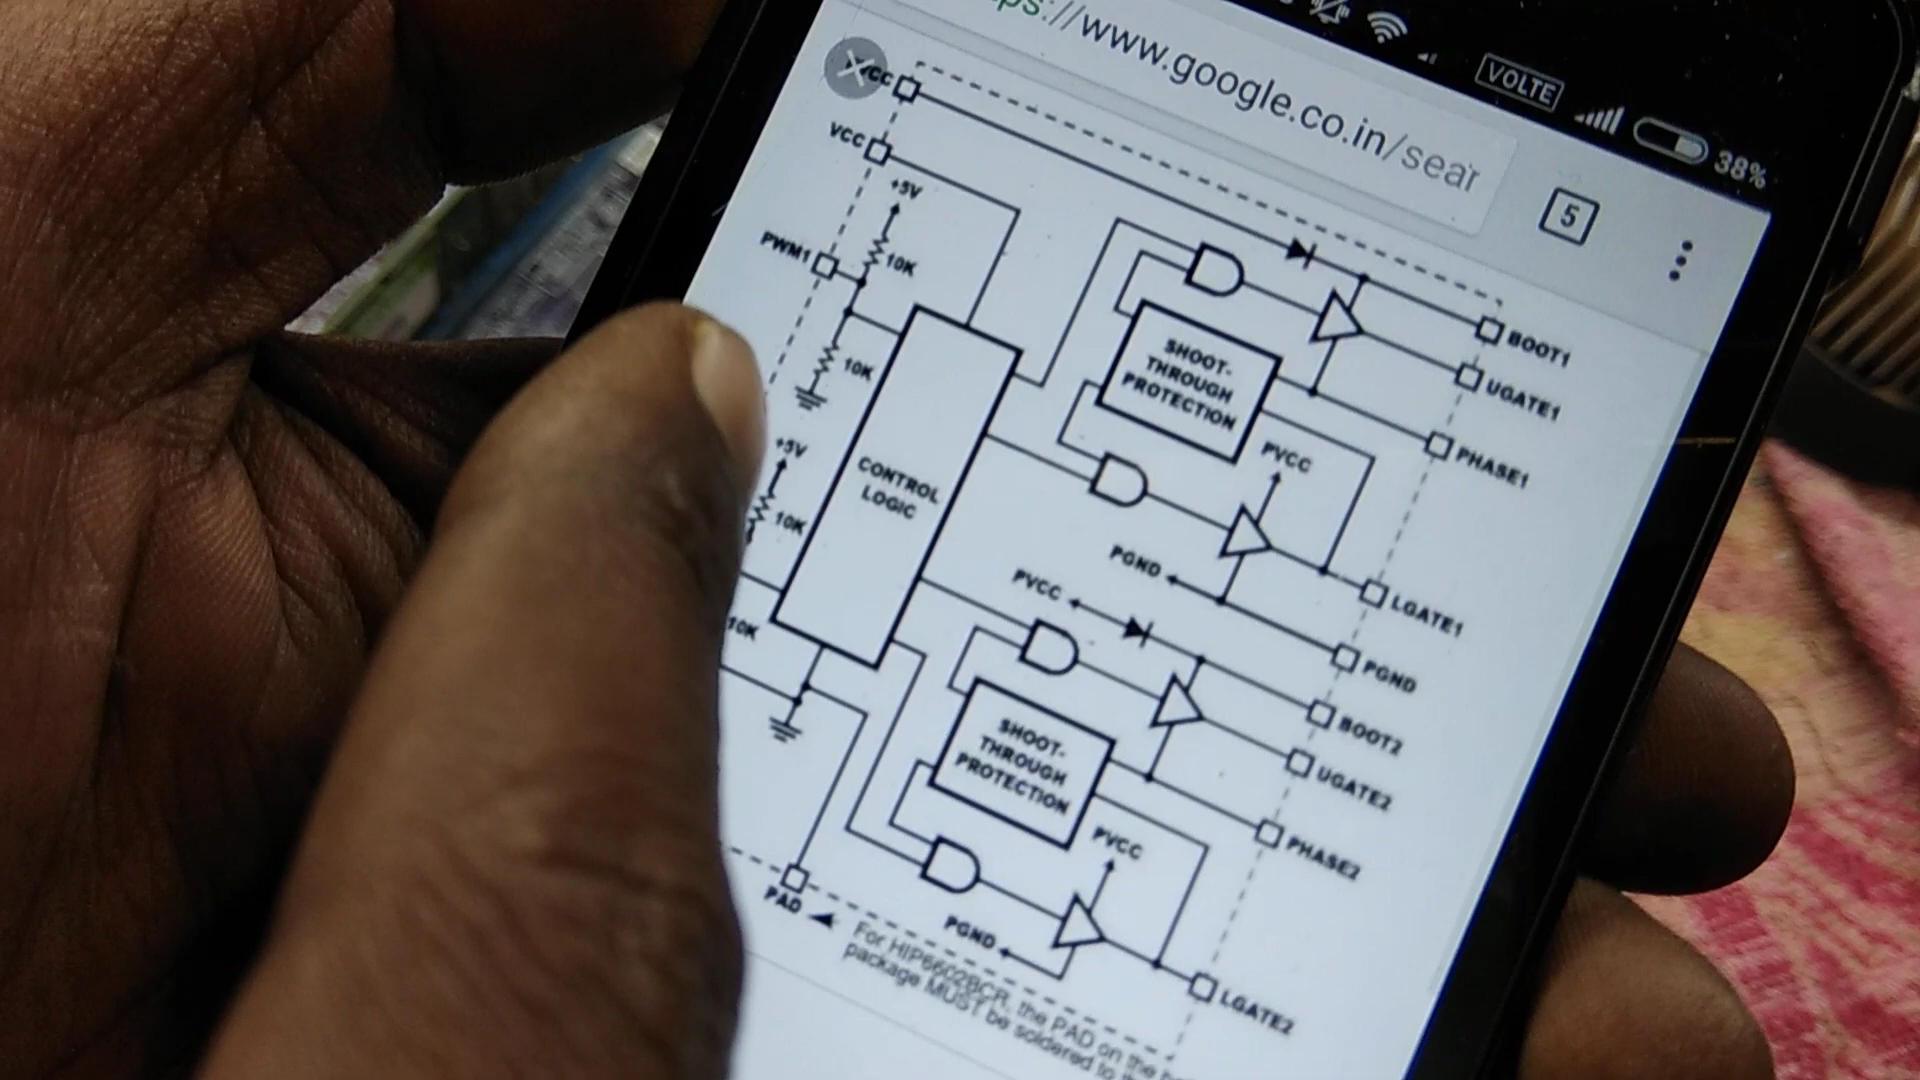 ps://www.google.co.in/sear
VOLTE
38%
5
VCC
VCC
+5V
10K
PWM1
10K
+5V
10K
10K
CONTROL
LOGIC
SHOOT-
THROUGH
PROTECTION
BOOT1
UGATE1
PHASE1
PVCC
PGND
LGATE1
PVCC
PGND
BOOT2
UGATE2
SHOOT-
THROUGH
PROTECTION
PHASE2
PVCC
PGND
LGATE2
PAD
For HIP6602BCR, the PAD on the
package MUST be soldered to